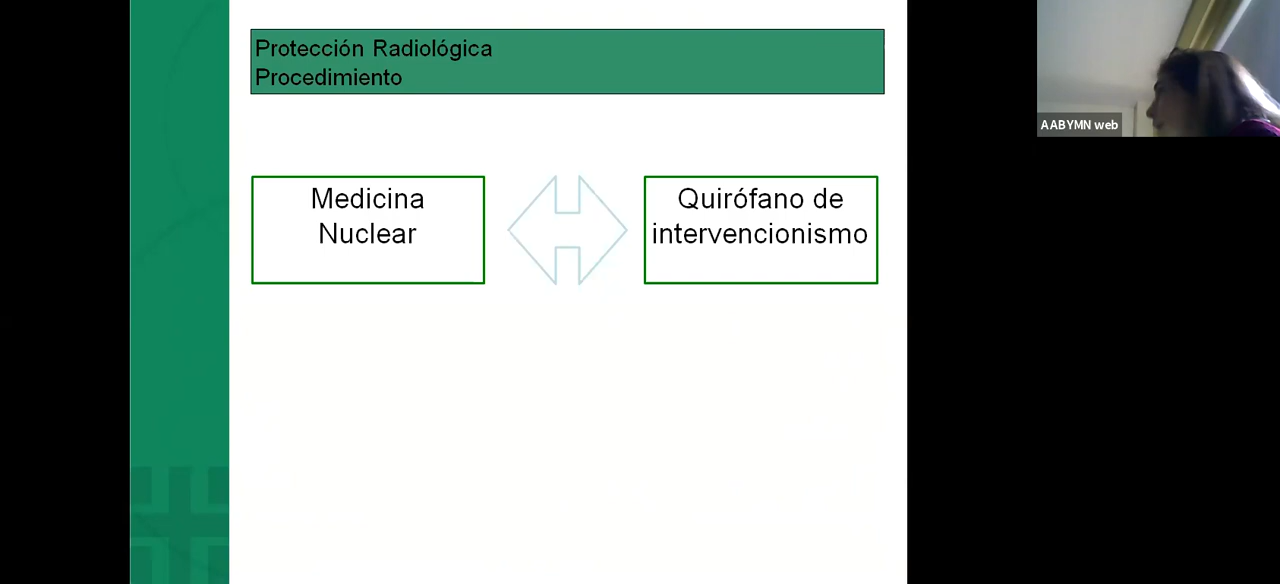 Protección Radiológica
Procedimiento
AABYMN web
Medicina
Nuclear
Quirófano de
intervencionismo